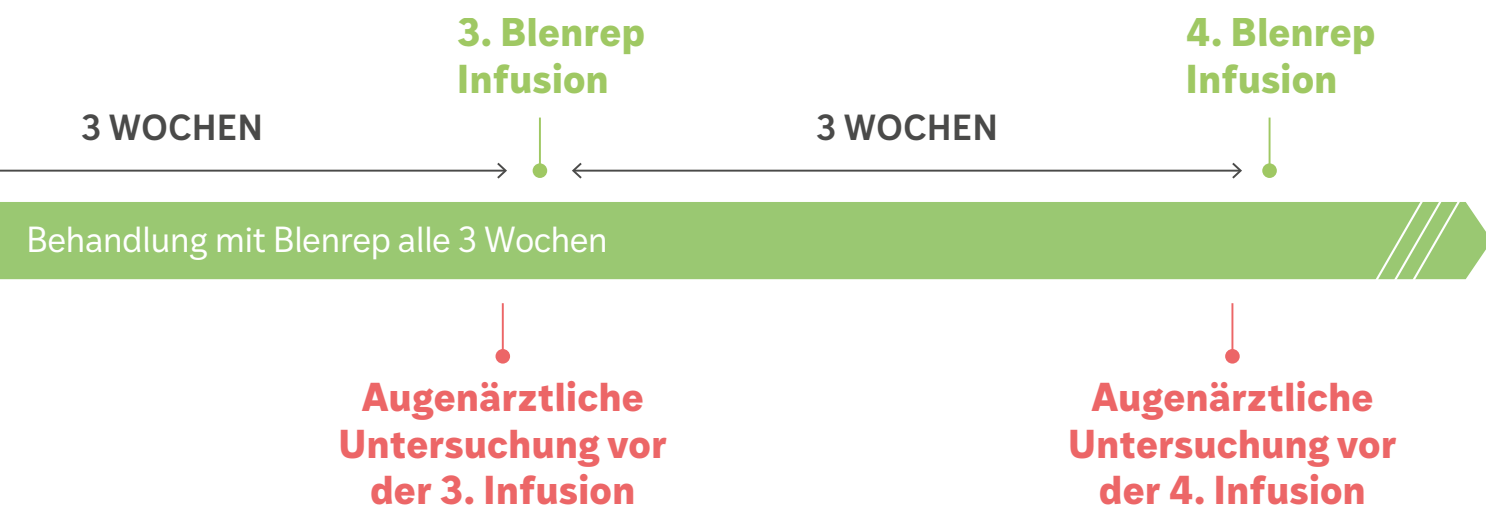 3. Blenrep
Infusion
4. Blenrep
Infusion
3 WOCHEN
3 WOCHEN
Behandlung mit Blenrep alle 3 Wochen
Augenärztliche
Untersuchung vor
der 3. Infusion
Augenärztliche
Untersuchung vor
der 4. Infusion